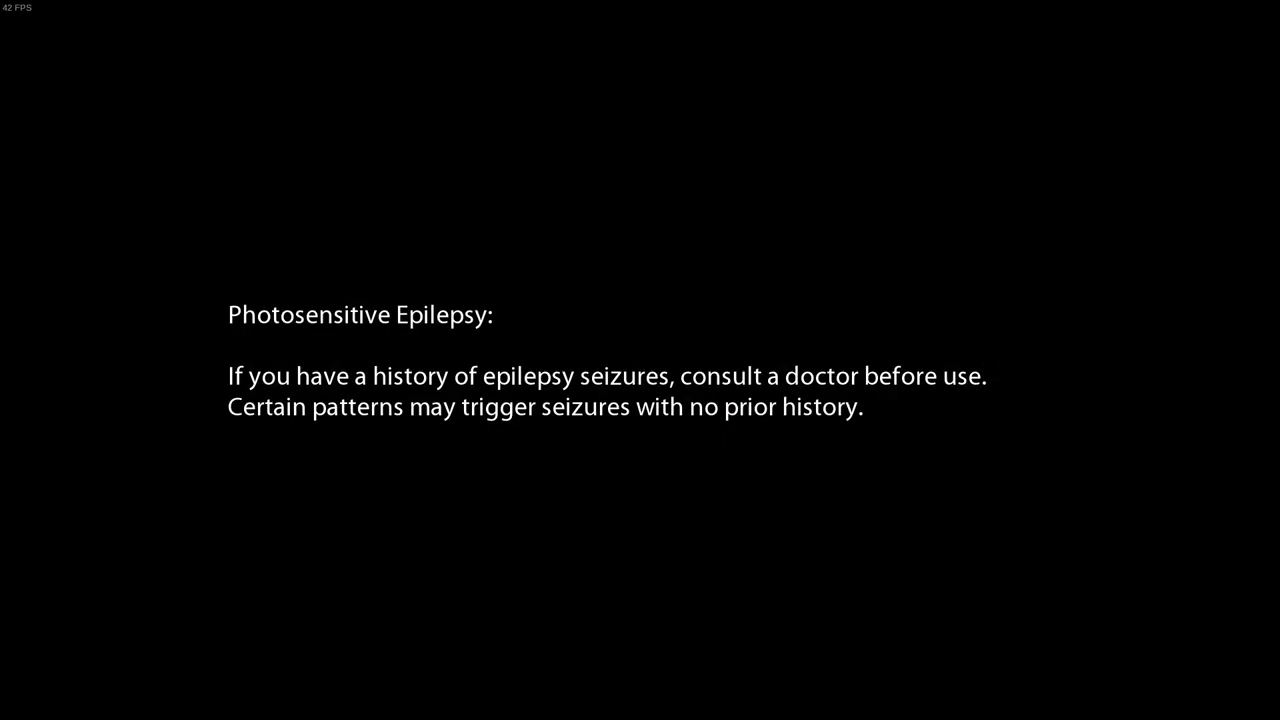 42 FPS
Photosensitive Epilepsy:
If you have a history of epilepsy seizures, consult a doctor before use.
Certain patterns may trigger seizures with no prior history.